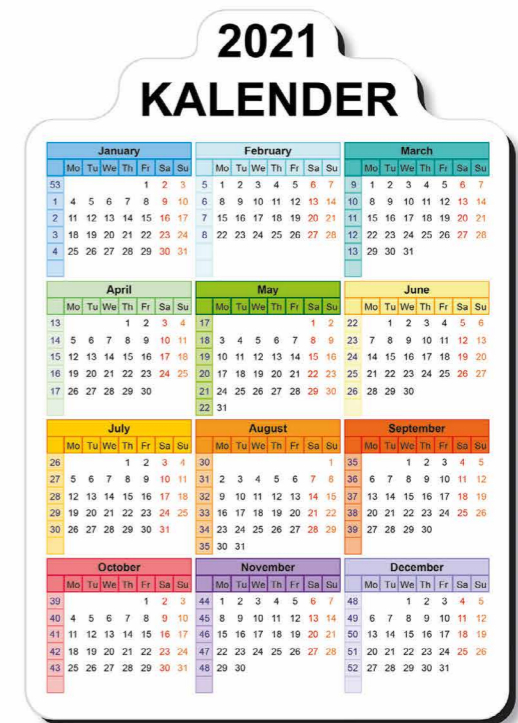 2021
KALENDER
January February March
Mo Tu We Th Fr Sa Su Mo Tu We Th Fr Sa Su Mo Tu We Th Fr Sa Su
53 1 2 3 5 1 2 3 4 5 6 7 9 1 2 3 4 5 6 7
1 4 5 6 7 8 9 10 6 8 9 10 11 12 13 14 10 8 9 10 11 12 13 14
2 11 12 13 14 15 16 17 7 15 16 17 18 19 20 21 11 15 16 17 18 19 20 21
3 18 19 20 21 22 23 24 8 22 23 24 25 26 27 28 12 22 23 24 25 26 27 28
4 25 26 27 28 29 30 31 13 29 30 31
April May June
Mo Tu We Th Fr Sa Su Mo Tu We Th Fr Sa Su Mo Tu We Th Fr Sa Su
13 1 2 3 4 17 1 2 22 1 2 3 4 5 6
14 5 6 7 8 9 10 11 18 3 4 5 6 7 8 9 23 7 8 9 10 11 12 13
15 12 13 14 15 16 17 18 19 10 11 12 13 14 15 16 24 14 15 16 17 18 19 20
16 19 20 21 22 23 24 25 20 17 18 19 20 21 22 23 25 21 22 23 24 25 26 27
17 26 27 28 29 30 21 24 25 26 27 28 29 30 26 28 29 30
22 31
July August September
Mo Tu We Th Fr Sa Su Mo Tu We Th Fr Sa Su Mo Tu We Th Fr Sa Su
26 1 2 3 4 30 1 35 1 2 3 4 5
27 5 6 7 8 9 10 11 31 2 3 4 5 6 7 8 36 6 7 8 9 10 11 12
28 12 13 14 15 16 17 18 32 9 10 11 12 13 14 15 37 13 14 15 16 17 18 19
29 19 20 21 22 23 24 25 33 16 17 18 19 20 21 22 38 20 21 22 23 24 25 26
30 26 27 28 29 30 31 34 23 24 25 26 27 28 29 39 27 28 29 30
35 30 31
October November December
Mo Tu We Th Fr Sa Su Mo Tu We Th Fr Sa Su Mo Tu We Th Fr Sa Su
39 1 2 3 44 1 2 3 4 5 6 7 48 1 2 3 4 5
40 4 5 6 7 8 9 10 45 8 9 10 11 12 13 14 49 6 7 8 9 10 11 12
41 11 12 13 14 15 16 17 46 15 16 17 18 19 20 21 50 13 14 15 16 17 18 19
42 18 19 20 21 22 23 24 47 22 23 24 25 26 27 28 51 20 21 22 23 24 25 26
43 25 26 27 28 29 30 31 48 29 30 52 27 28 29 30 31